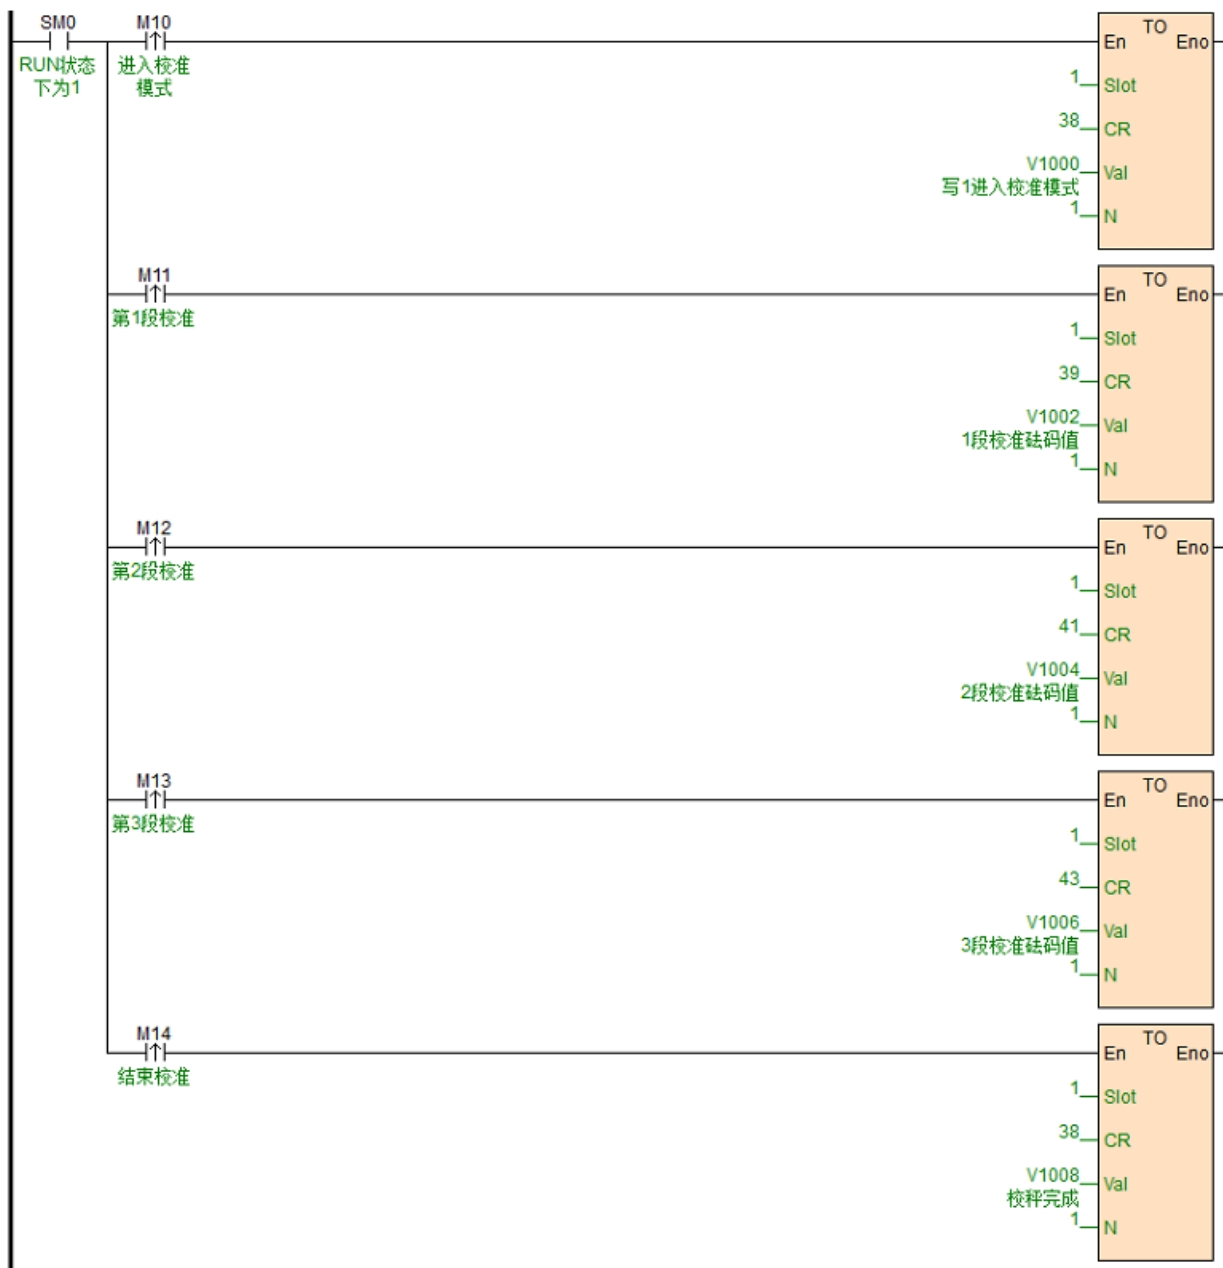 SM0
M10
TO
En
Eno
RUN状态
下为1
进入校准
模式
1
Slot
38
CR
V1000
Val
写1进入校准模式
1
N
M11
TO
En
Eno
第1段校准
1
Slot
39
CR
V1002
Val
1段校准砝码值
1
N
M12
TO
En
Eno
第2段校准
1
Slot
41
CR
V1004
Val
2段校准砝码值
1
N
M13
TO
En
Eno
第3段校准
1
Slot
43
CR
V1006
Val
3段校准砝码值
1
N
M14
TO
En
Eno
结束校准
1
Slot
38
CR
V1008
Val
校秤完成
1
N